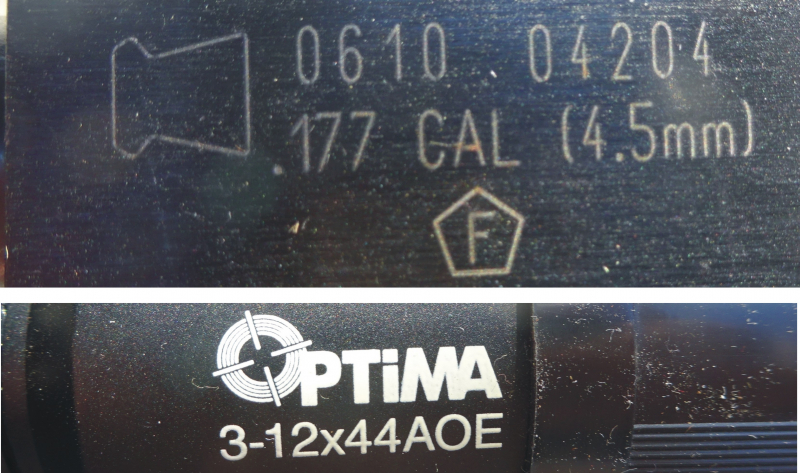 0610 04204
.177 CAL (4.5mm)
F
OPTiMA
3-12x44AOE